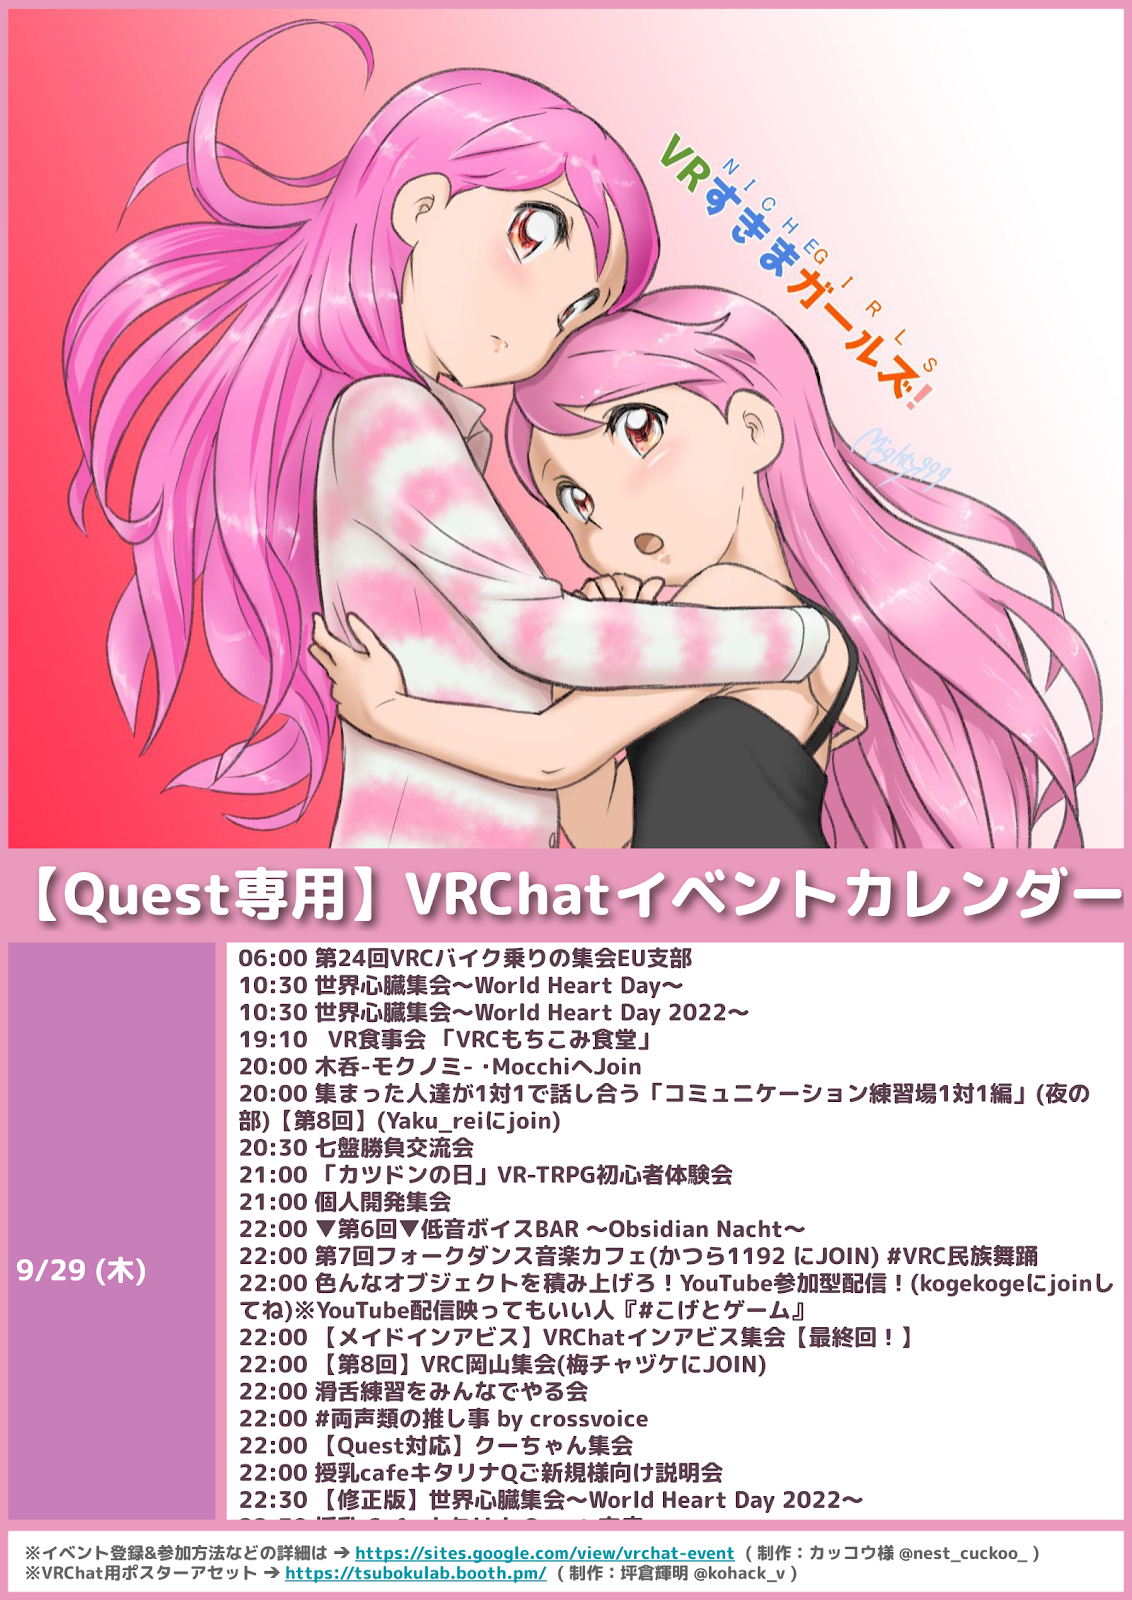 VRすきまガールズ!
NICHEGIRLS
Mighty999
【Quest専用】VRChatイベントカレンダー
9/29 (木)
06:00 第24回VRCバイク乗りの集会EU支部
10:30 世界心臓集会～World Heart Day～
10:30 世界心臓集会～World Heart Day 2022～
19:10 VR食事会 「VRCもちこみ食堂」
20:00 木呑-モクノミ- ･MocchiへJoin
20:00 集まった人達が1対1で話し合う「コミュニケーション練習場1対1編」(夜の
部)【第8回】(Yaku_reiにjoin)
20:30 七盤勝負交流会
21:00 「カツドンの日」VR-TRPG初心者体験会
21:00 個人開発集会
22:00 ▼第6回▼低音ボイスBAR ～Obsidian Nacht～
22:00 第7回フォークダンス音楽カフェ(かつら1192 にJOIN) #VRC民族舞踊
22:00 色んなオブジェクトを積み上げろ！YouTube参加型配信！(kogekogeにjoinし
てね)※YouTube配信映ってもいい人『#こげとゲーム』
22:00 【メイドインアビス】VRChatインアビス集会【最終回！】
22:00 【第8回】VRC岡山集会(梅チャヅケにJOIN)
22:00 滑舌練習をみんなでやる会
22:00 #両声類の推し事 by crossvoice
22:00 【Quest対応】クーちゃん集会
22:00 授乳cafeキタリナQご新規様向け説明会
22:30 【修正版】世界心臓集会～World Heart Day 2022～
※イベント登録&参加方法などの詳細は → https://sites.google.com/view/vrchat-event ( 制作：カッコウ様 @nest_cuckoo_ )
※VRChat用ポスターアセット → https://tsubokulab.booth.pm/ ( 制作：坪倉輝明 @kohack_v )